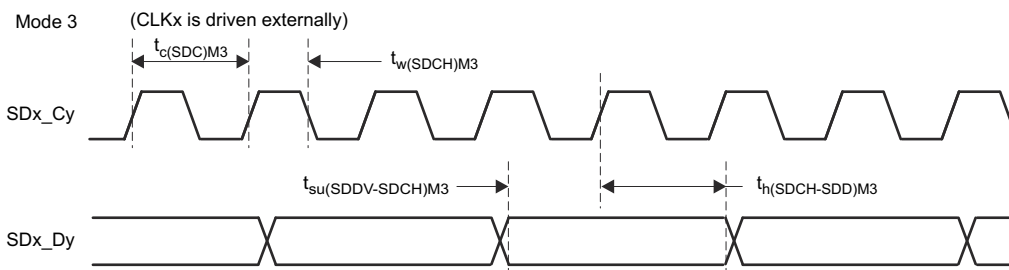 Mode 3 (CLKx is driven externally)
tc(SDC)M3
tw(SDCH)M3
SDx_Cy
tsu(SDDV-SDCH)M3
th(SDCH-SDD)M3
SDx_Dy